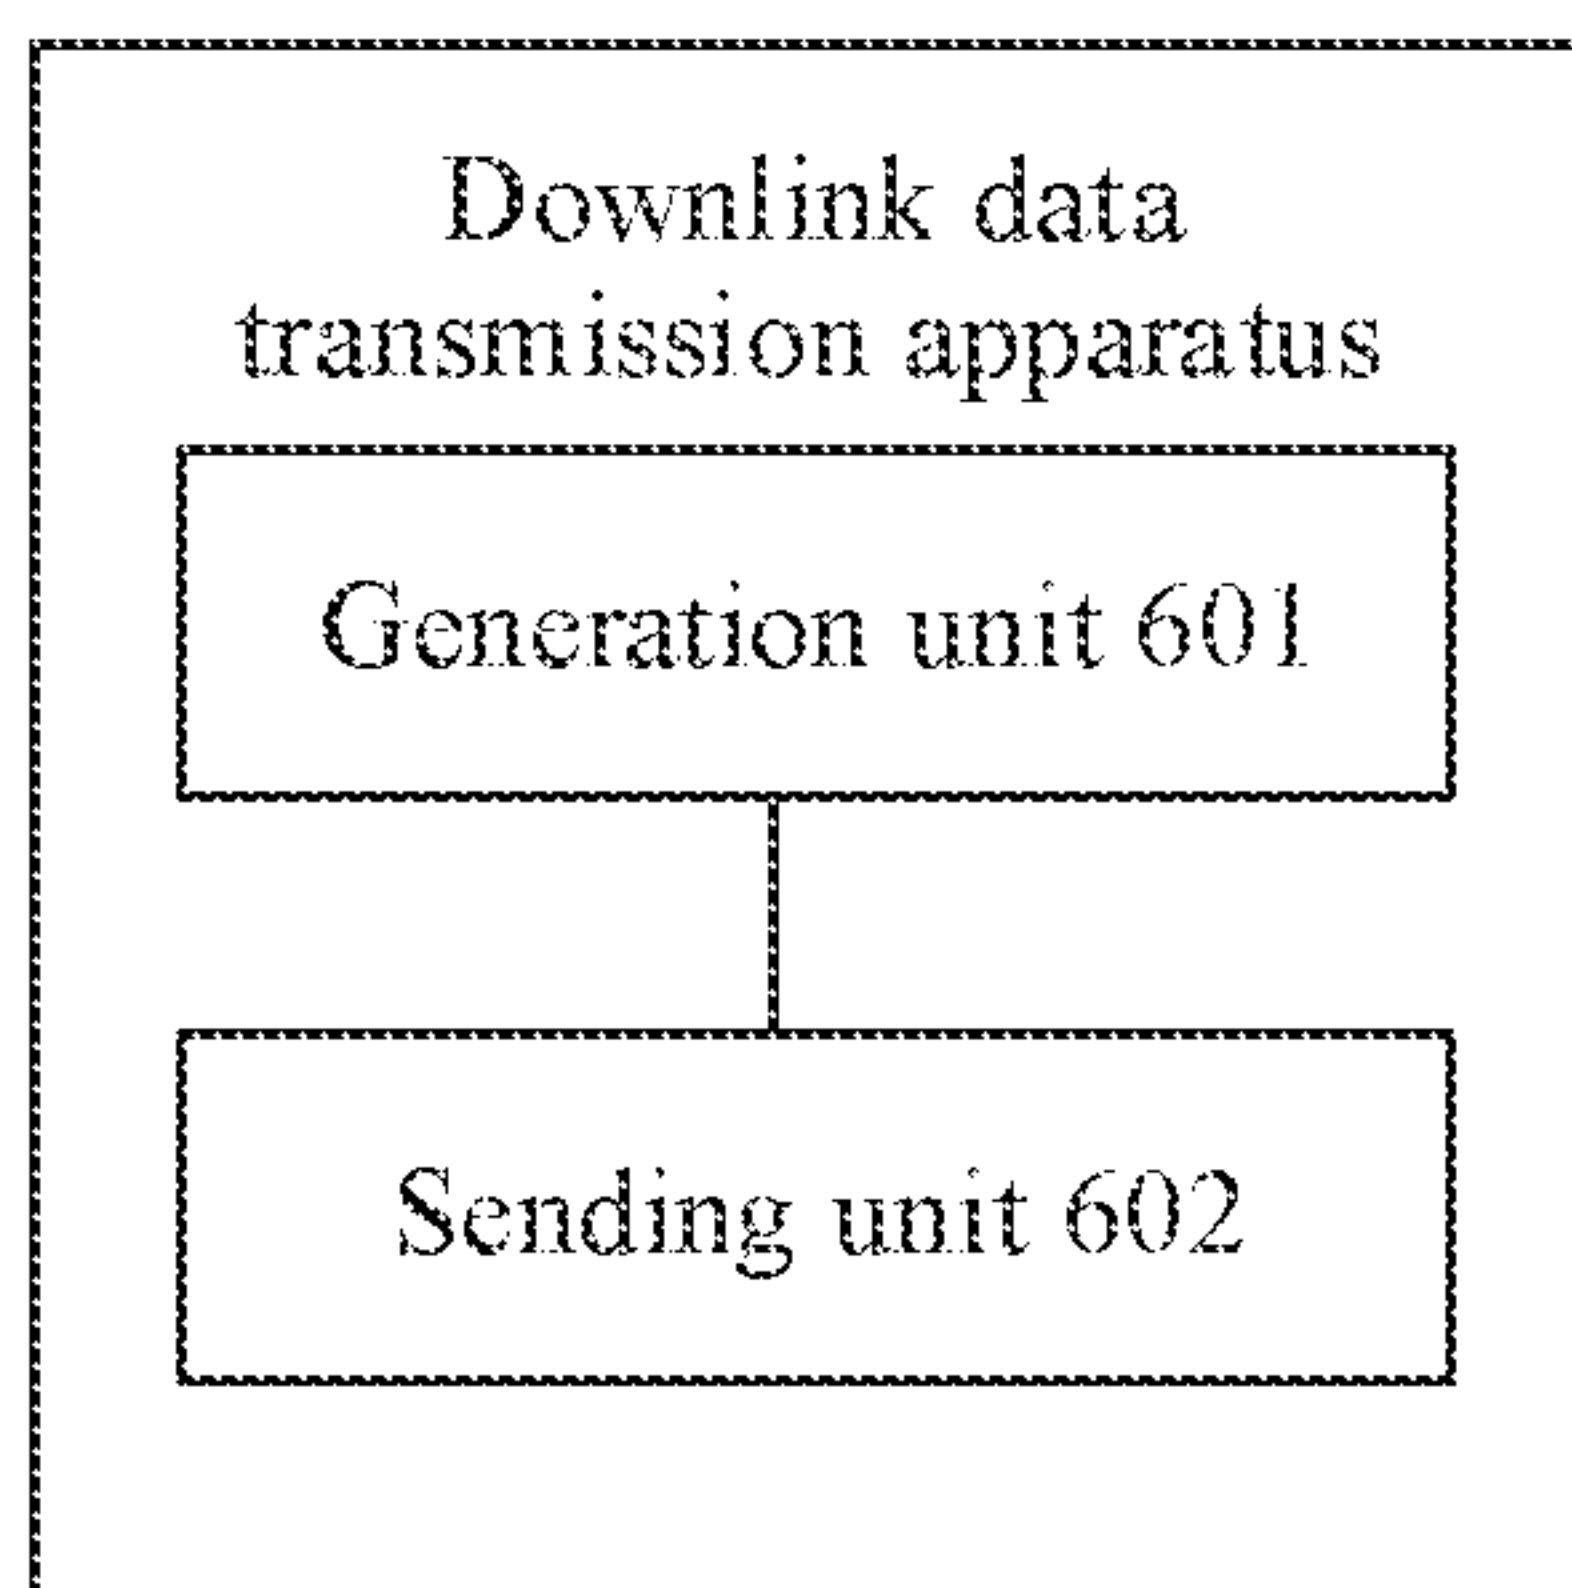 Downlink data
transmission apparatus
Generation unit 601
Sending unit 602